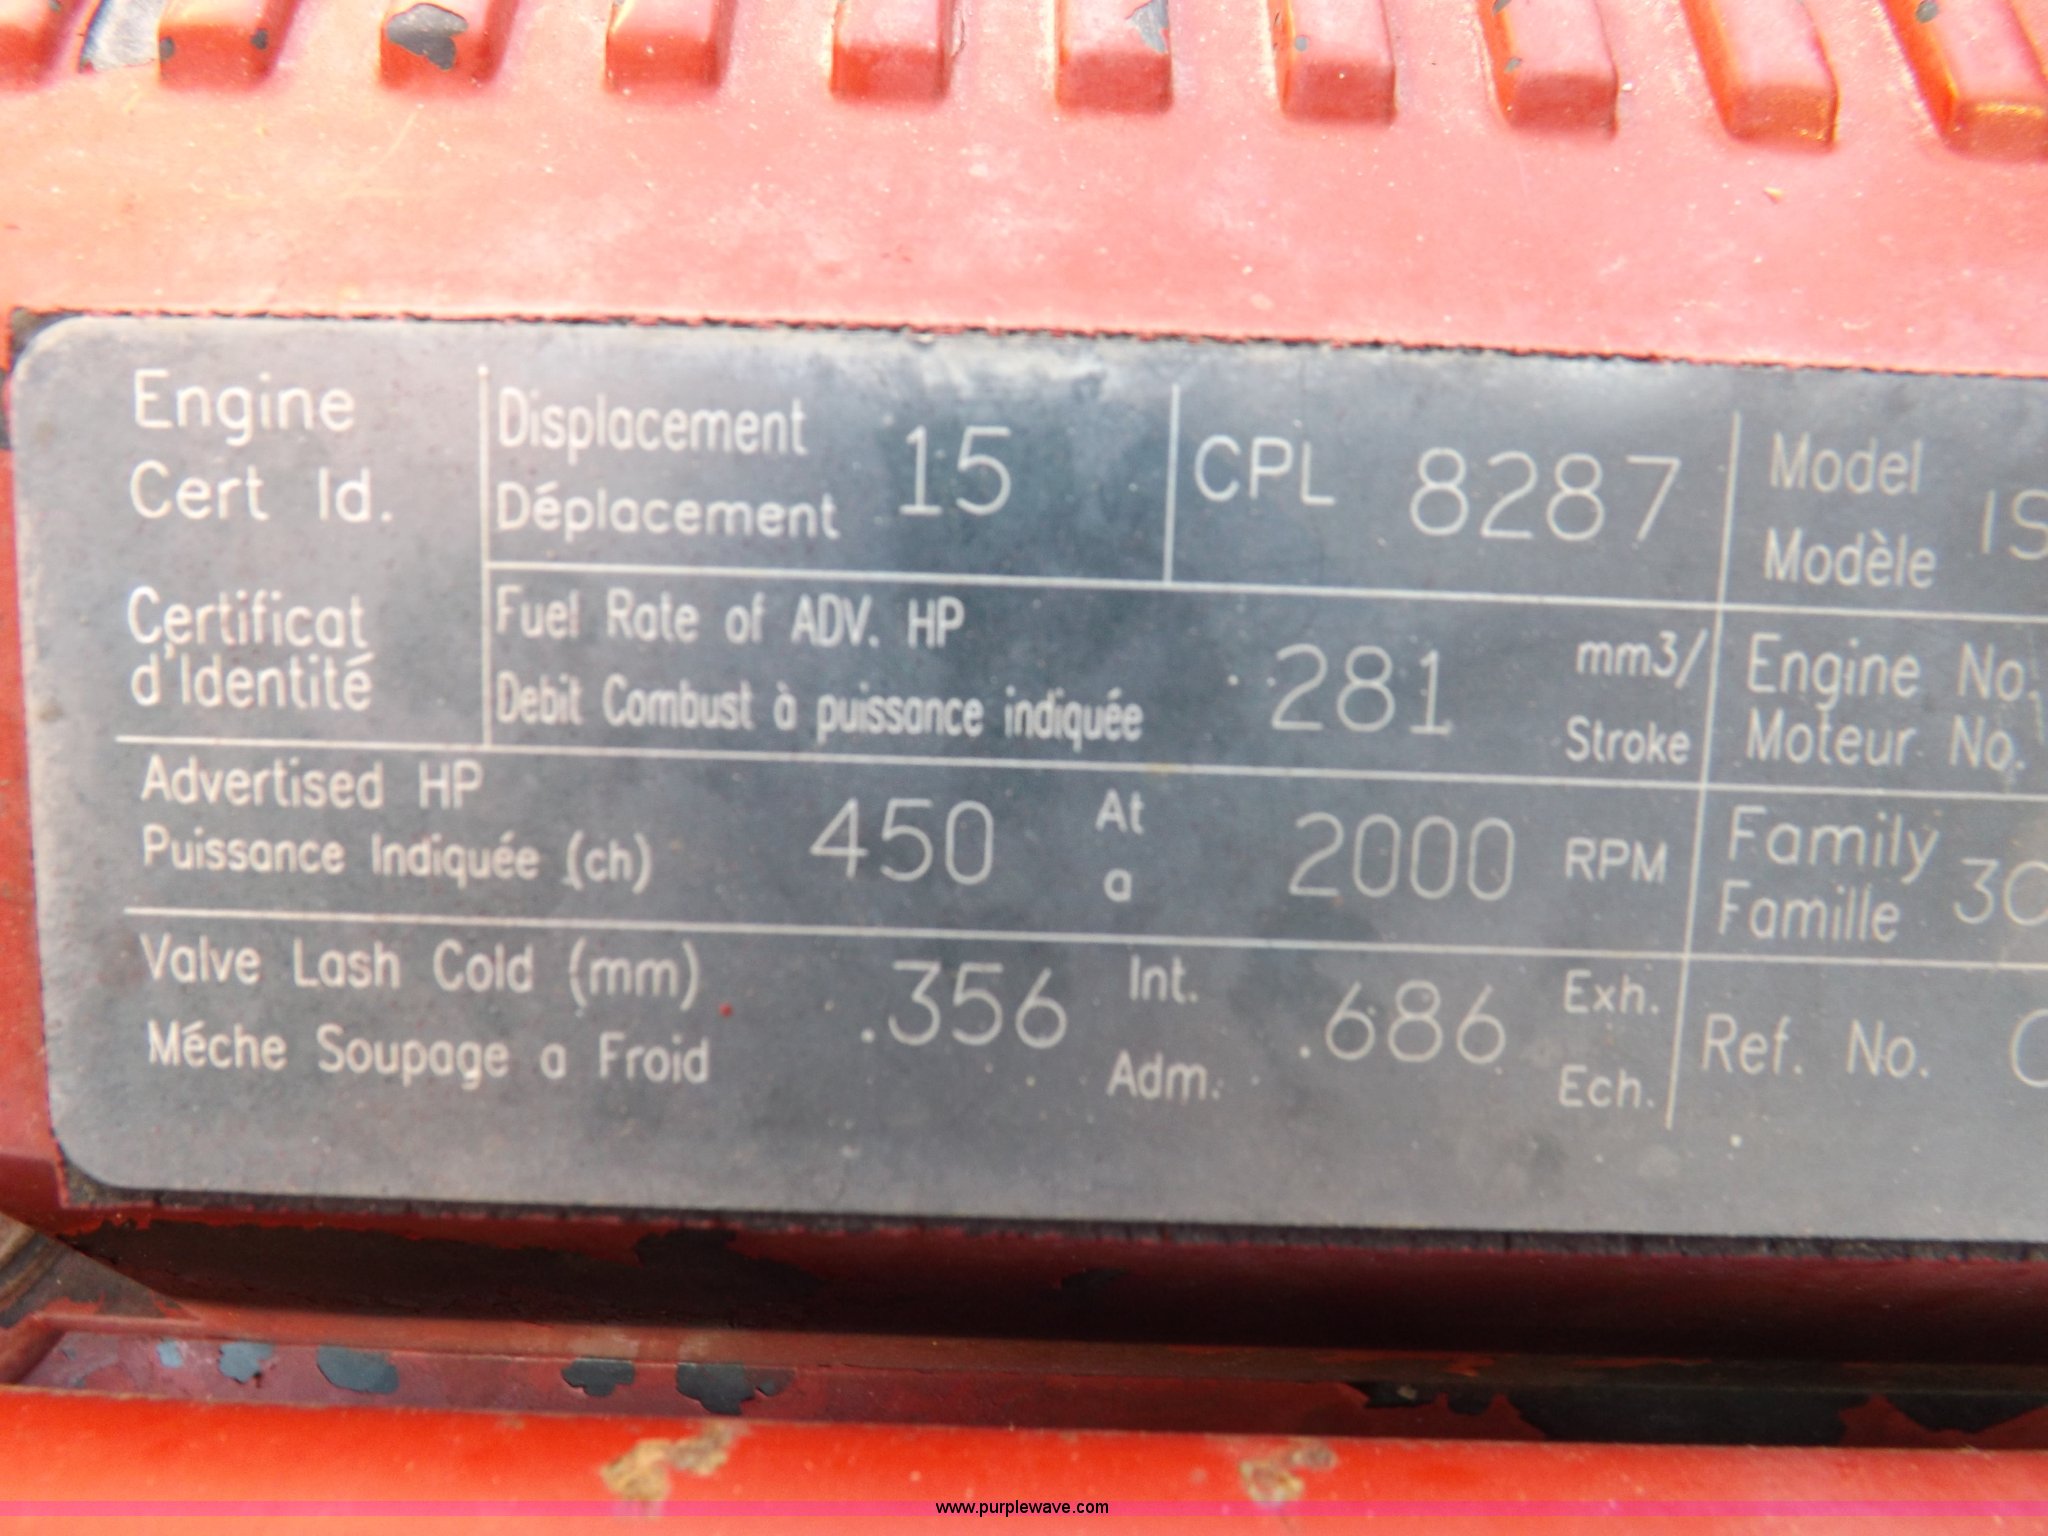 Engine
Cert Id.
Certificat
d'Identité
Displacement
Déplacement
15
CPL 8287
Model
Modèle
IS
Fuel Rate of ADV. HP
Debit Combust à puissance indiquée
281
mm3/
Stroke
Engine No.
Moteur No.
Advertised HP
Puissance Indiquée (ch)
450
At
a
2000 RPM
Family
Famille
30
Valve Lash Cold (mm)
Méche Soupage a Froid
.356
Int.
Adm.
.686
Exh.
Ech.
Ref. No.
www.purplewave.com